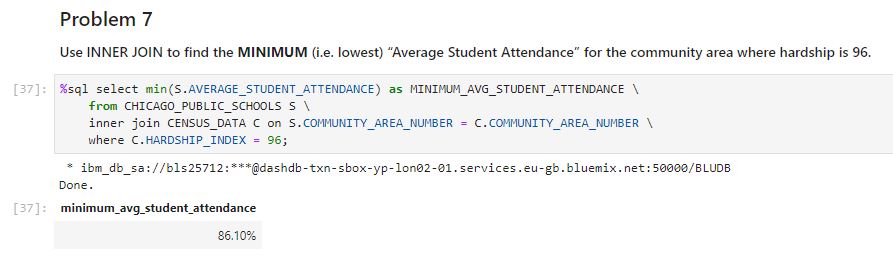 Problem 7
Use INNER JOIN to find the MINIMUM (i.e. lowest) “Average Student Attendance” for the community area where hardship is 96.
[37]: %sql select min(S.AVERAGE_STUDENT_ATTENDANCE) as MINIMUM_AVG_STUDENT_ATTENDANCE \
from CHICAGO_PUBLIC_SCHOOLS S \
inner join CENSUS_DATA C on S.COMMUNITY_AREA_NUMBER = C.COMMUNITY_AREA_NUMBER \
where C.HARDSHIP_INDEX = 96;
* ibm_db_sa://bls25712:***@dashdb-txn-sbox-yp-lon02-01.services.eu-gb.bluemix.net:50000/BLUDB
Done.
[37]: minimum_avg_student_attendance
86.10%